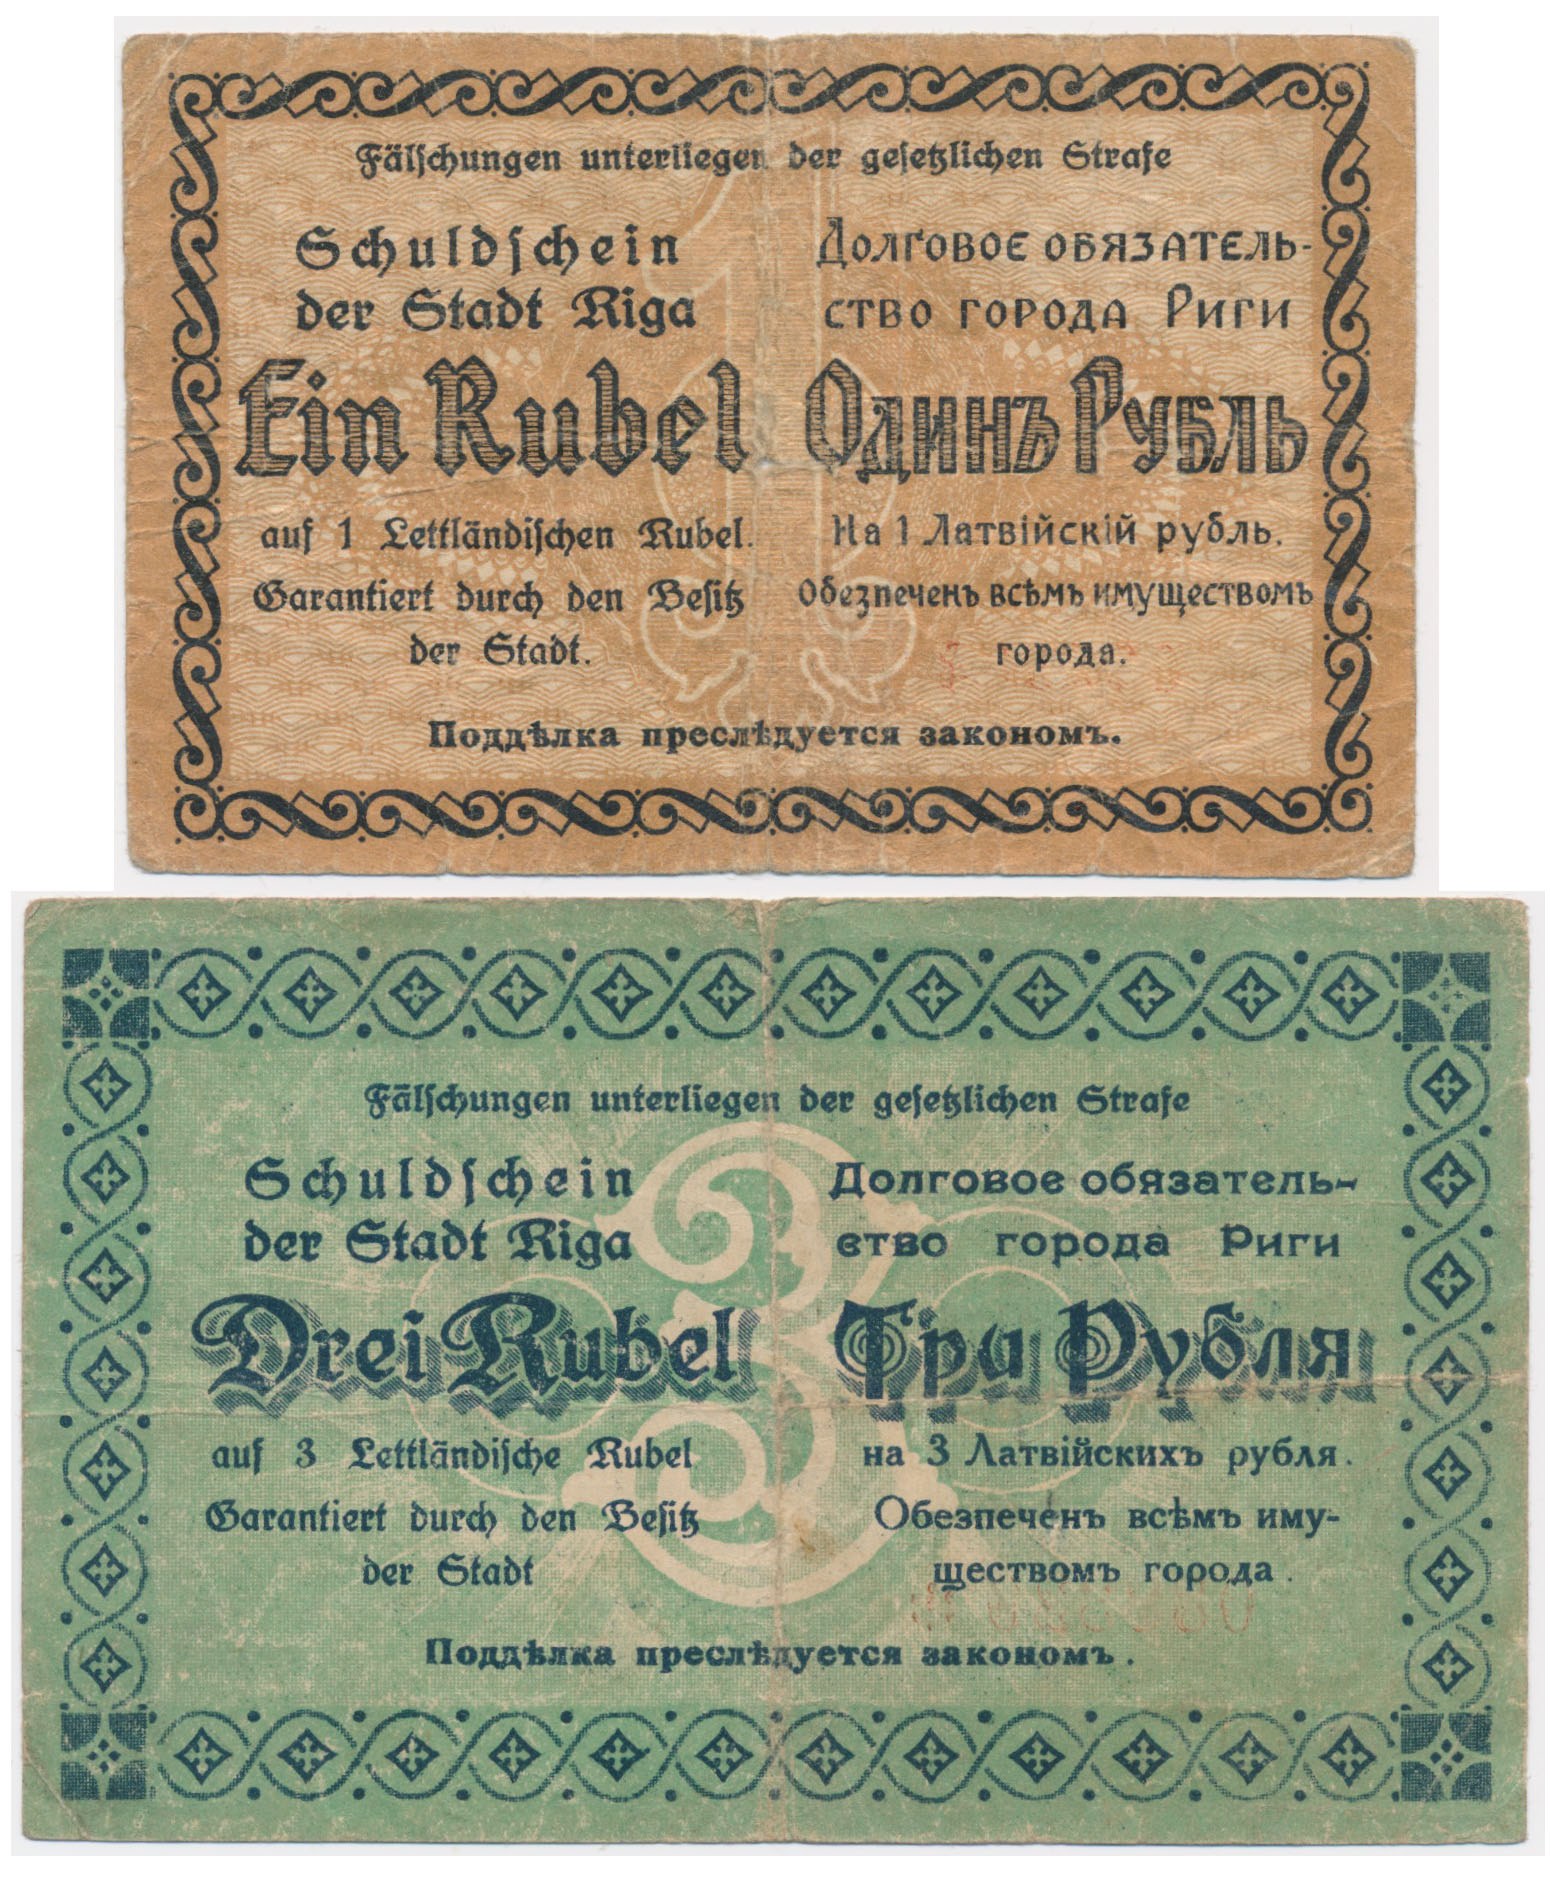 Fälschungen unterliegen der gesetzlichen Strafe
Schuldschein
der Stadt Riga
Ein Rubel
auf 1 Lettländischen Rubel.
Garantiert durch den Besitz
der Stadt.
Долговое обязатель-
ство города Риги
Одинъ Рубль
На 1 Латвійскій рубль.
Обезпеченъ всѣмъ имуществомъ
города.
Поддѣлка преслѣдуется закономъ.
1
Fälschungen unterliegen der gesetzlichen Strafe
Schuldschein
der Stadt Riga
Drei Rubel
auf 3 Lettländische Rubel
Garantiert durch den Besitz
der Stadt
Долговое обязатель-
ство города Риги
Три Рубля
на 3 Латвійскихъ рубля.
Обезпеченъ всѣмъ иму-
ществомъ города.
Поддѣлка преслѣдуется закономъ.
3